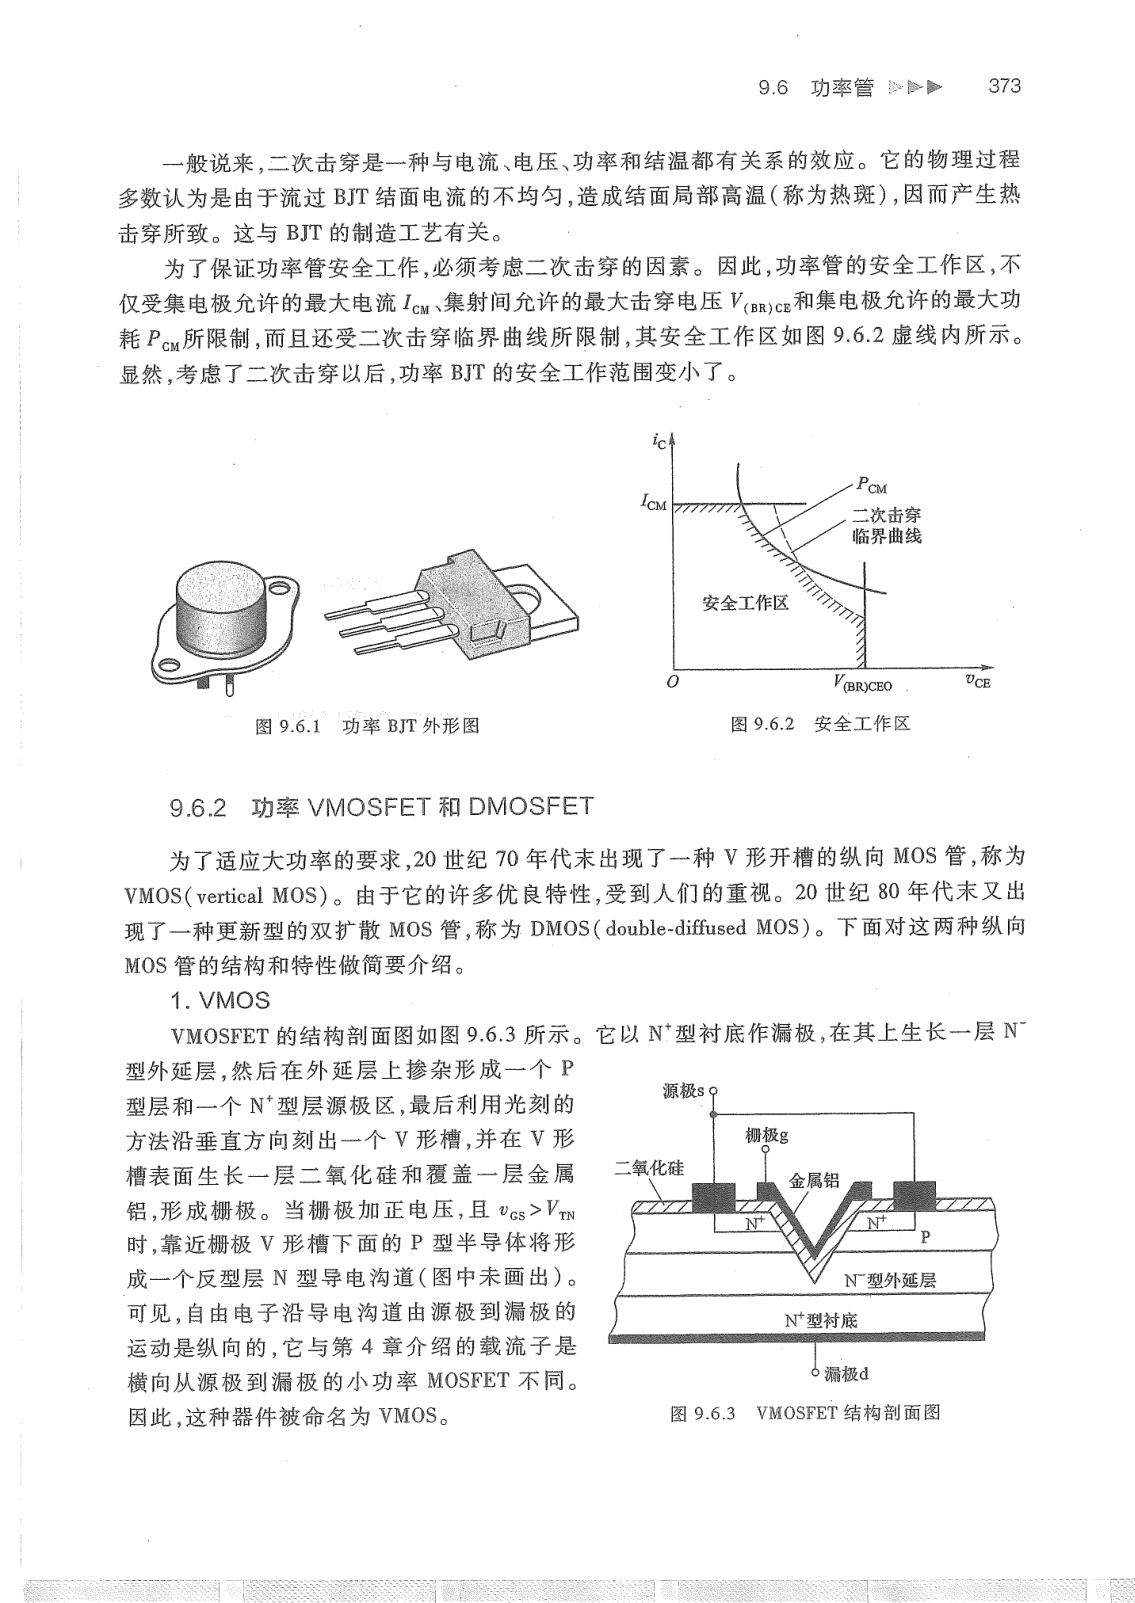 9.6 功率管 373
一般说来,二次击穿是一种与电流、电压、功率和结温都有关系的效应。它的物理过程
多数认为是由于流过 BJT 结面电流的不均匀,造成结面局部高温(称为热斑),因而产生热
击穿所致。这与 BJT 的制造工艺有关。
为了保证功率管安全工作,必须考虑二次击穿的因素。因此,功率管的安全工作区,不
仅受集电极允许的最大电流 I_CM、集射间允许的最大击穿电压 V_(BR)CE和集电极允许的最大功
耗 P_CM所限制,而且还受二次击穿临界曲线所限制,其安全工作区如图 9.6.2 虚线内所示。
显然,考虑了二次击穿以后,功率 BJT 的安全工作范围变小了。
图 9.6.1 功率 BJT 外形图
i_C
I_CM
P_CM
二次击穿
临界曲线
安全工作区
O
V_(BR)CEO
v_CE
图 9.6.2 安全工作区
9.6.2 功率 VMOSFET 和 DMOSFET
为了适应大功率的要求,20 世纪 70 年代末出现了一种 V 形开槽的纵向 MOS 管,称为
VMOS(vertical MOS)。由于它的许多优良特性,受到人们的重视。20 世纪 80 年代末又出
现了一种更新型的双扩散 MOS 管,称为 DMOS(double-diffused MOS)。下面对这两种纵向
MOS 管的结构和特性做简要介绍。
1. VMOS
VMOSFET 的结构剖面图如图 9.6.3 所示。它以 N⁺型衬底作漏极,在其上生长一层 N⁻
型外延层,然后在外延层上掺杂形成一个 P
型层和一个 N⁺型层源极区,最后利用光刻的
方法沿垂直方向刻出一个 V 形槽,并在 V 形
槽表面生长一层二氧化硅和覆盖一层金属
铝,形成栅极。当栅极加正电压,且 v_GS>V_TN
时,靠近栅极 V 形槽下面的 P 型半导体将形
成一个反型层 N 型导电沟道(图中未画出)。
可见,自由电子沿导电沟道由源极到漏极的
运动是纵向的,它与第 4 章介绍的载流子是
横向从源极到漏极的小功率 MOSFET 不同。
因此,这种器件被命名为 VMOS。
源极s
栅极g
二氧化硅
金属铝
N⁺
N⁺
P
N⁻型外延层
N⁺型衬底
漏极d
图 9.6.3 VMOSFET 结构剖面图